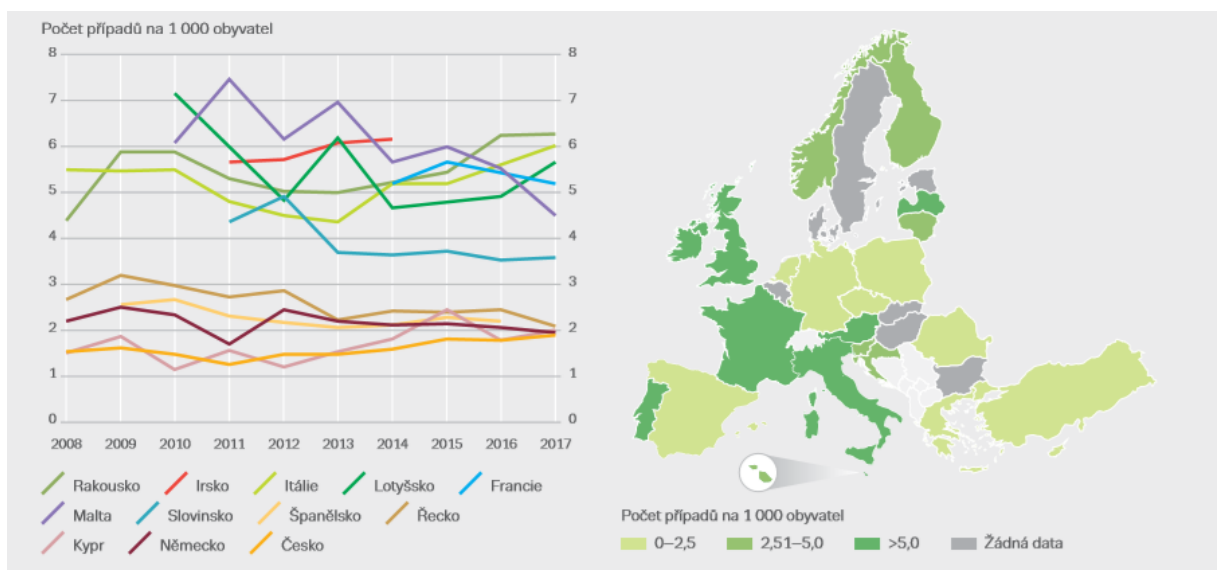 Počet případů na 1 000 obyvatel
8 8
7 7
6 6
5 5
4 4
3 3
2 2
1 1
0 0
2008 2009 2010 2011 2012 2013 2014 2015 2016 2017
Rakousko Irsko Itálie Lotyšsko Francie
Malta Slovinsko Španělsko Řecko
Kypr Německo Česko
Počet případů na 1 000 obyvatel
0–2,5 2,51–5,0 >5,0 Žádná data